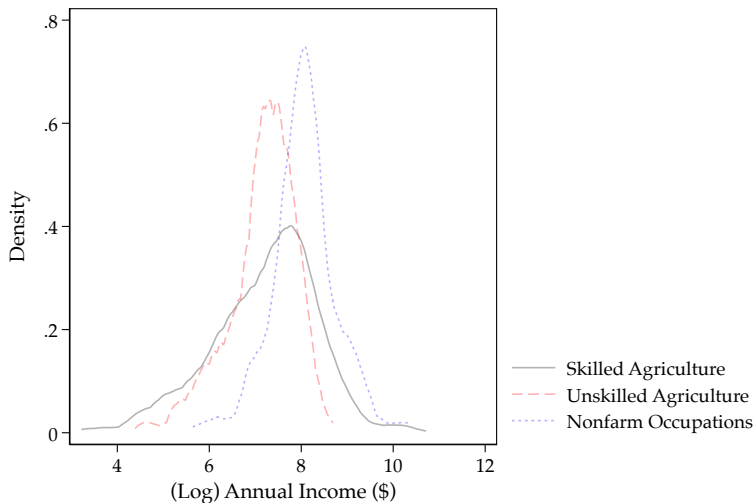 .8
.6
.4
.2
0
Density
4 6 8 10 12
(Log) Annual Income ($)
Skilled Agriculture
Unskilled Agriculture
Nonfarm Occupations